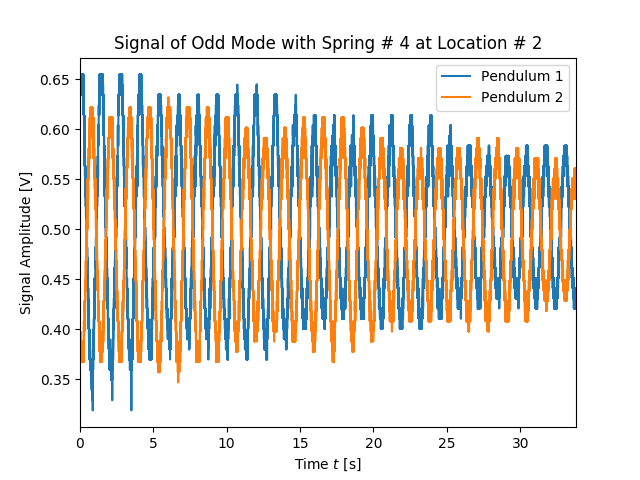 Signal of Odd Mode with Spring # 4 at Location # 2
Pendulum 1
Pendulum 2
Signal Amplitude [V]
0.65
0.60
0.55
0.50
0.45
0.40
0.35
0
5
10
15
20
25
30
Time t [s]